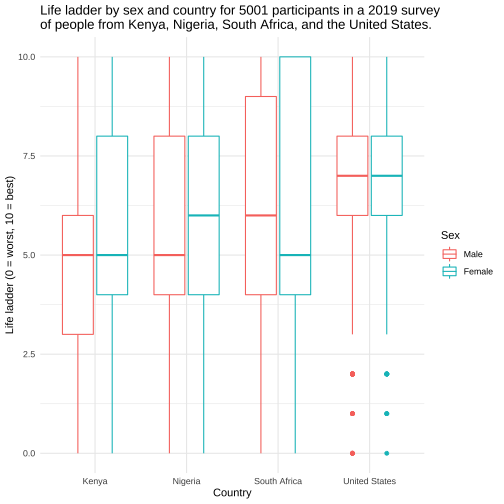 Life ladder by sex and country for 5001 participants in a 2019 survey
of people from Kenya, Nigeria, South Africa, and the United States.
Life ladder (0 = worst, 10 = best)
10.0
7.5
5.0
2.5
0.0
Kenya
Nigeria
South Africa
United States
Country
Sex
Male
Female